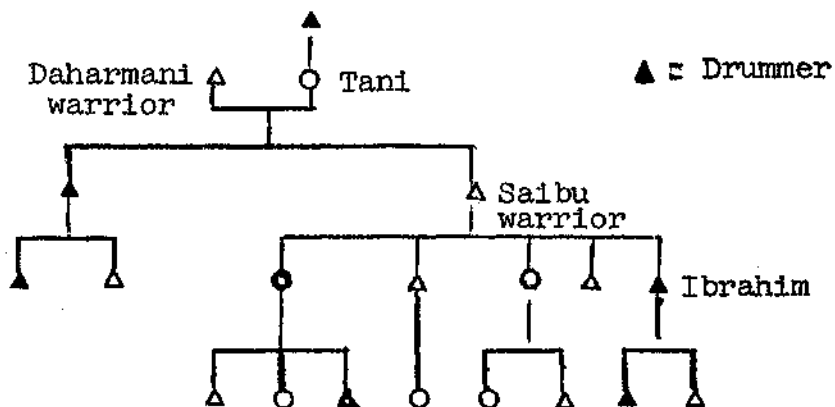 Daharmani
warrior
Tani
▲ = Drummer
Saibu
warrior
Ibrahim